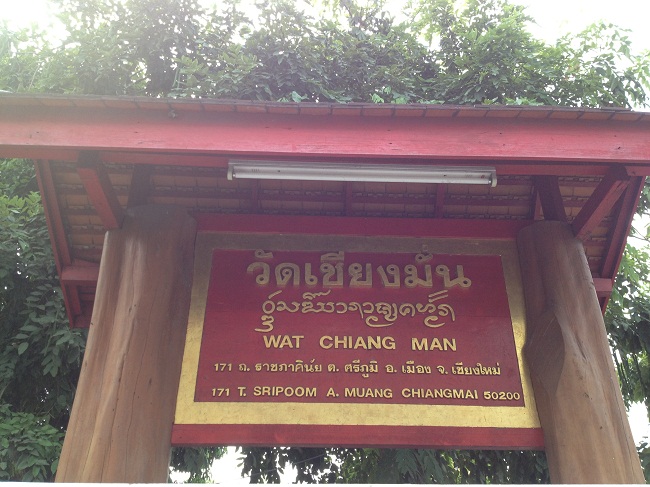 วัดเชียงมั่น
WAT CHIANG MAN
171 ถ. ราชภาคินัย ต. ศรีภูมิ อ. เมือง จ. เชียงใหม่
171 T. SRIPOOM A. MUANG CHIANGMAI 50200